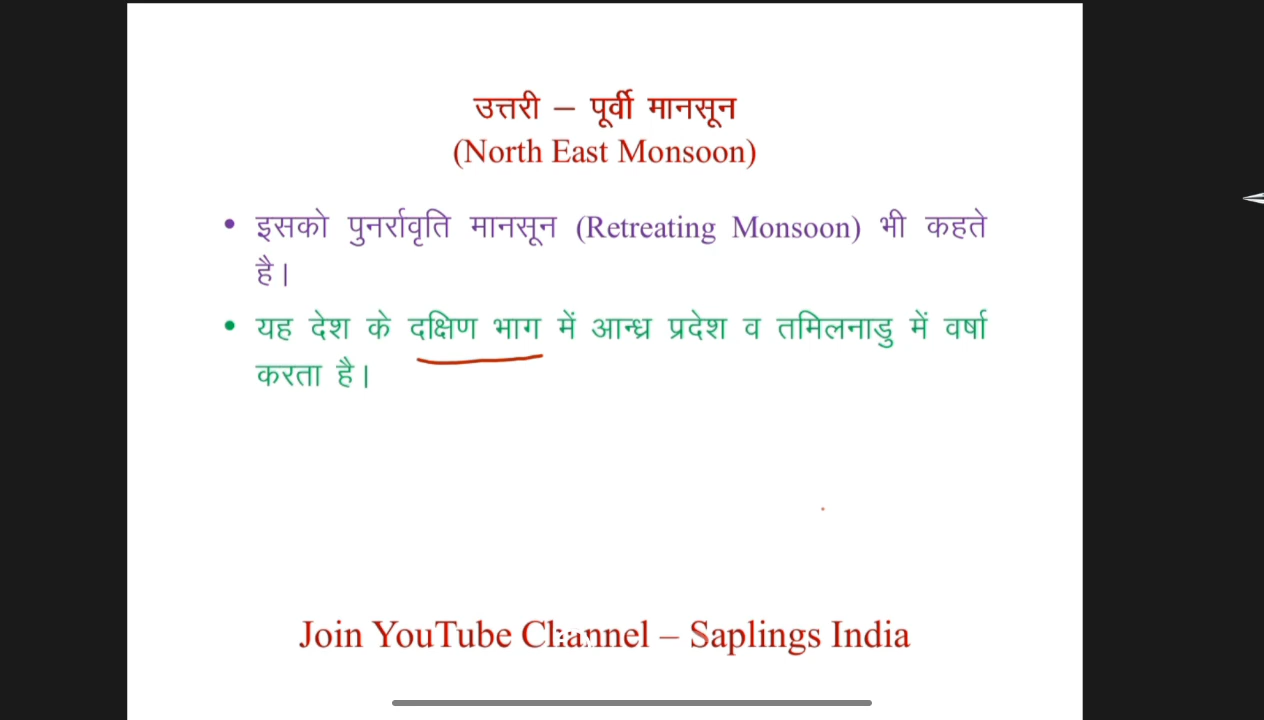 उत्तरी – पूर्वी मानसून
(North East Monsoon)
• इसको पुनर्रावृति मानसून (Retreating Monsoon) भी कहते
है।
• यह देश के दक्षिण भाग में आन्ध्र प्रदेश व तमिलनाडु में वर्षा
करता है।
Join YouTube Channel – Saplings India